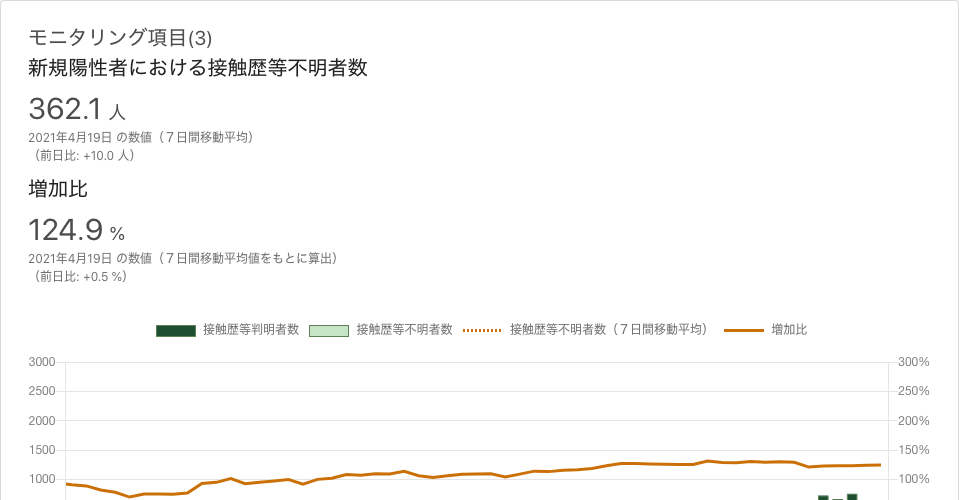 モニタリング項目(3)
新規陽性者における接触歴等不明者数
362.1 人
2021年4月19日 の数値（７日間移動平均）
（前日比: +10.0 人）
増加比
124.9 %
2021年4月19日 の数値（７日間移動平均値をもとに算出）
（前日比: +0.5 %）
接触歴等判明者数 接触歴等不明者数 接触歴等不明者数（７日間移動平均） 増加比
3000 300%
2500 250%
2000 200%
1500 150%
1000 100%